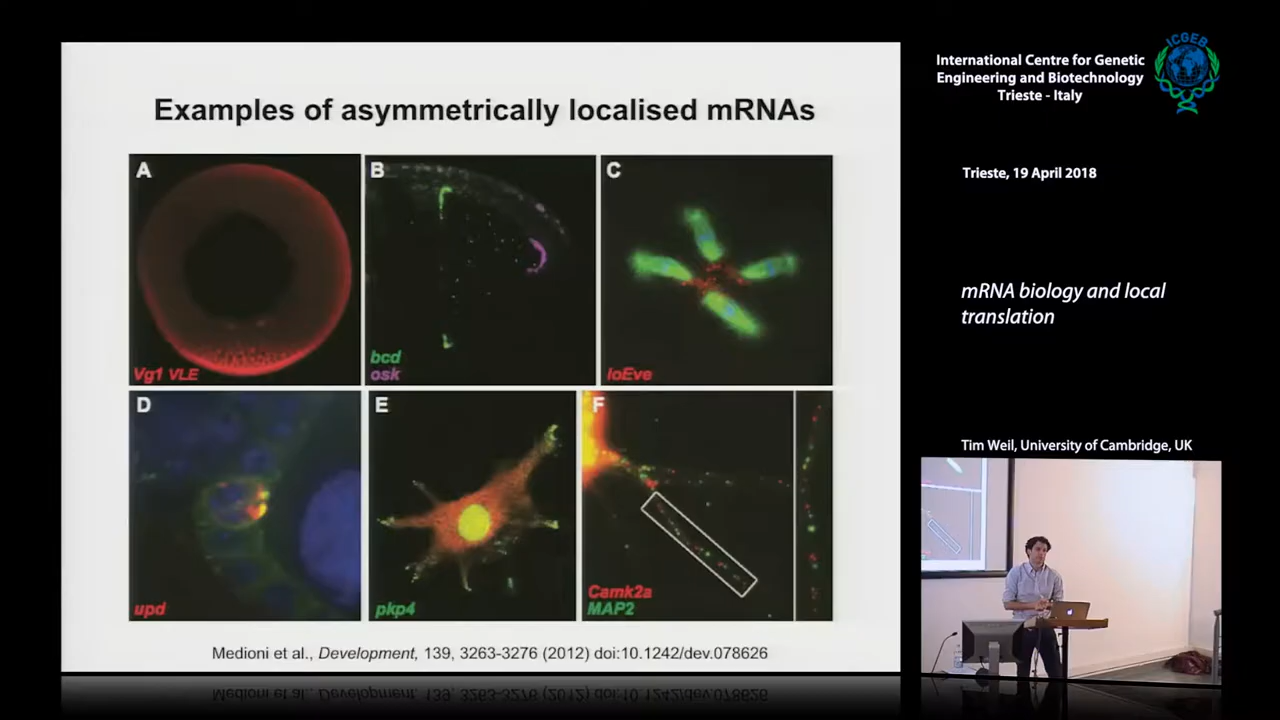 Examples of asymmetrically localised mRNAs
A
B
C
Vg1 VLE
bcd
osk
IoEve
D
E
F
upd
pkp4
Camk2a
MAP2
Medioni et al., Development, 139, 3263-3276 (2012) doi:10.1242/dev.078626
International Centre for Genetic
Engineering and Biotechnology
Trieste - Italy
ICGEB
Trieste, 19 April 2018
mRNA biology and local
translation
Tim Weil, University of Cambridge, UK